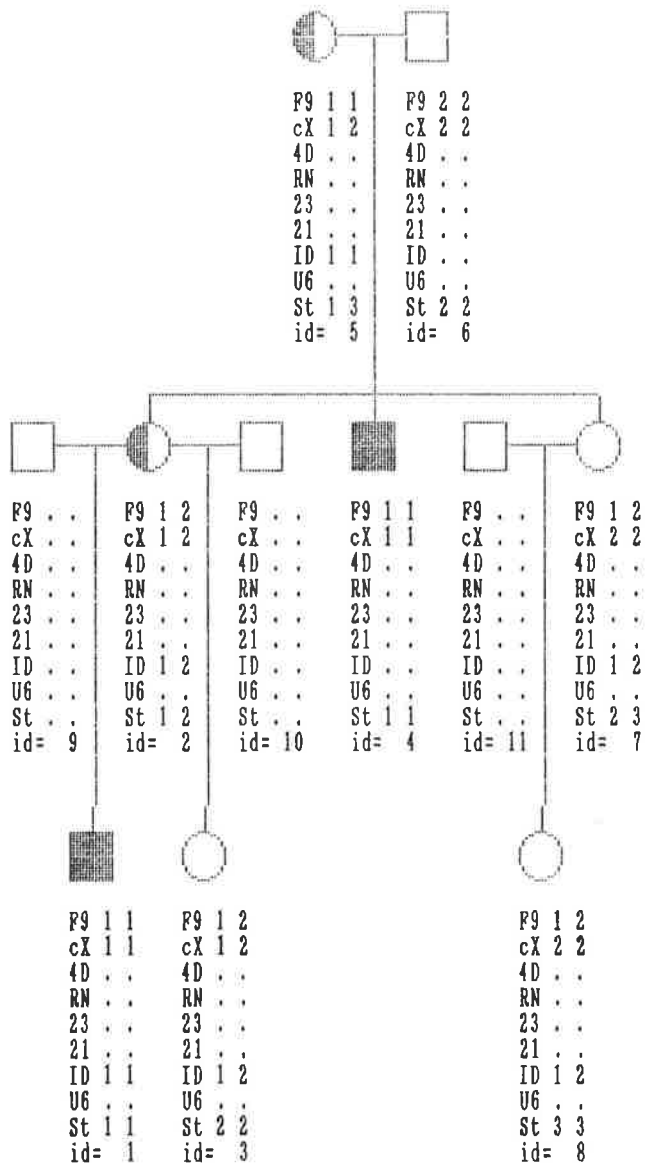 F9 1 1 F9 2 2
cX 1 2 cX 2 2
4D . . 4D . .
RN . . RN . .
23 . . 23 . .
21 . . 21 . .
ID 1 1 ID . .
U6 . . U6 . .
St 1 3 St 2 2
id= 5 id= 6
F9 . . F9 1 2 F9 . . F9 1 1 F9 . . F9 1 2
cX . . cX 1 2 cX . . cX 1 1 cX . . cX 2 2
4D . . 4D . . 4D . . 4D . . 4D . . 4D . .
RN . . RN . . RN . . RN . . RN . . RN . .
23 . . 23 . . 23 . . 23 . . 23 . . 23 . .
21 . . 21 . . 21 . . 21 . . 21 . . 21 . .
ID . . ID 1 2 ID . . ID . . ID . . ID 1 2
U6 . . U6 . . U6 . . U6 . . U6 . . U6 . .
St . . St 1 2 St . . St 1 1 St . . St 2 3
id= 9 id= 2 id= 10 id= 4 id= 11 id= 7
F9 1 1 F9 1 2 F9 1 2
cX 1 1 cX 1 2 cX 2 2
4D . . 4D . . 4D . .
RN . . RN . . RN . .
23 . . 23 . . 23 . .
21 . . 21 . . 21 . .
ID 1 1 ID 1 2 ID 1 2
U6 . . U6 . . U6 . .
St 1 1 St 2 2 St 3 3
id= 1 id= 3 id= 8